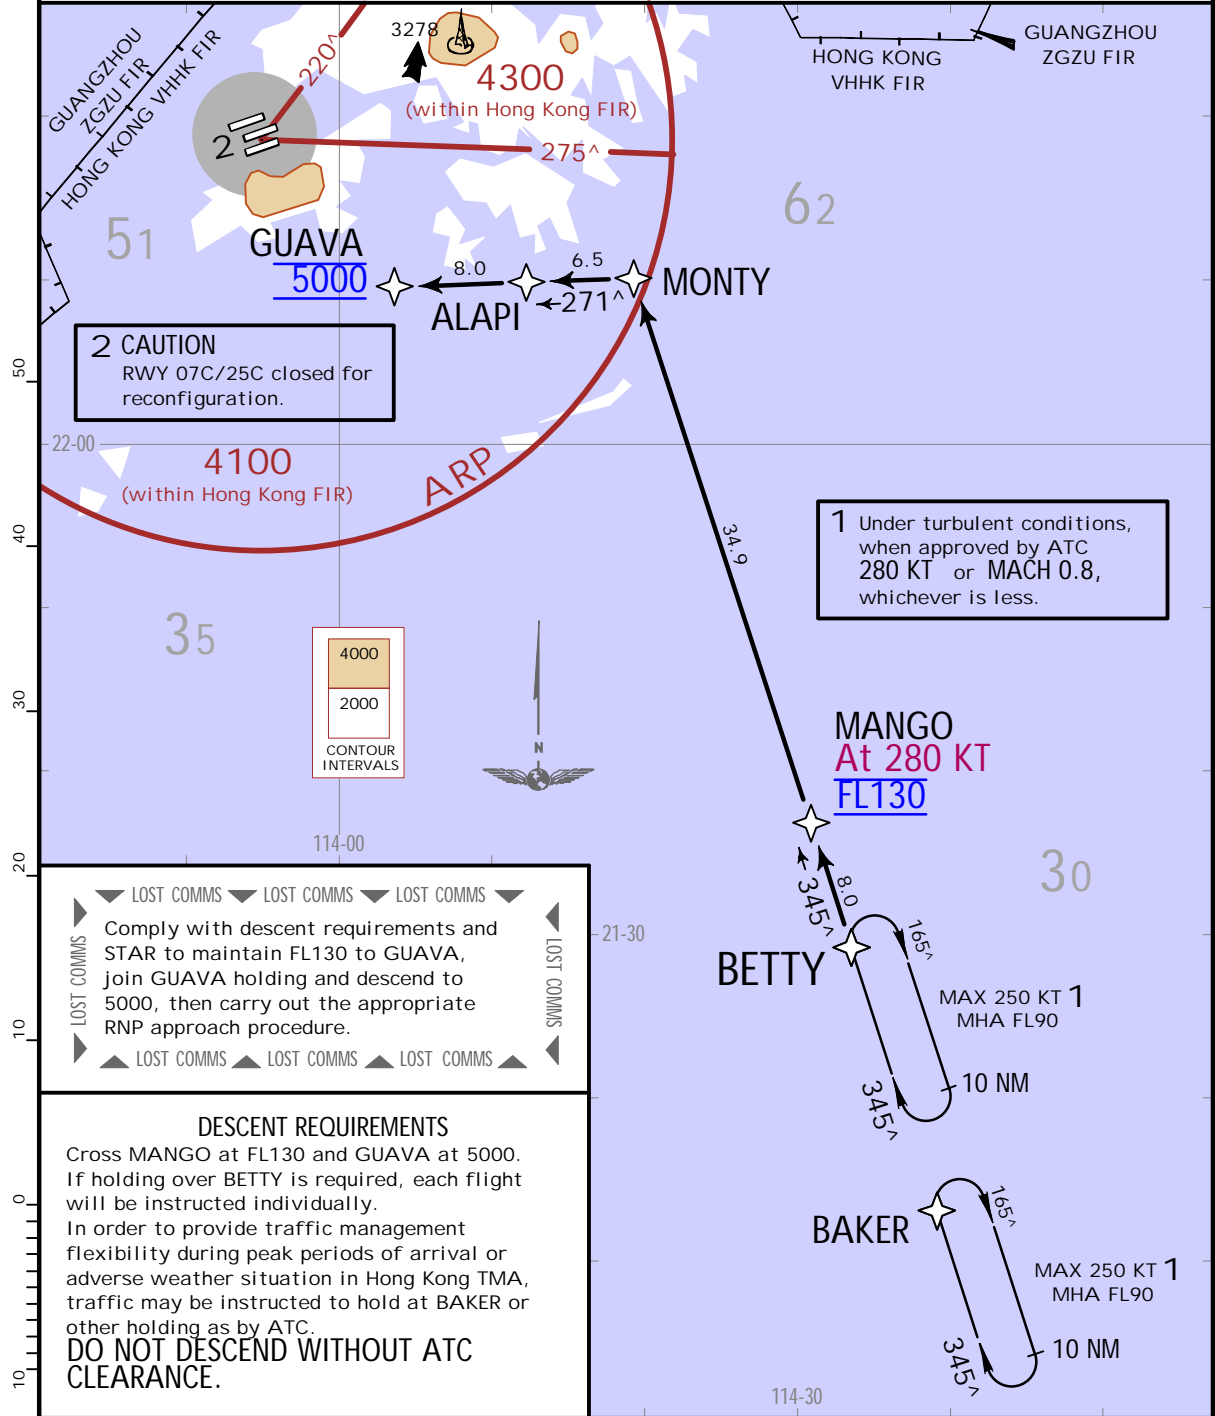 GUANGZHOU
ZGZU FIR
HONG KONG VHHK FIR
220^
3278
4300
(within Hong Kong FIR)
275^
HONG KONG
VHHK FIR
GUANGZHOU
ZGZU FIR
2
51
62
GUAVA
5000
8.0
6.5
ALAPI
271^
MONTY
2 CAUTION
RWY 07C/25C closed for
reconfiguration.
50
22-00
4100
(within Hong Kong FIR)
ARP
34.9
1 Under turbulent conditions,
when approved by ATC
280 KT or MACH 0.8,
whichever is less.
40
35
4000
2000
CONTOUR
INTERVALS
N
30
MANGO
At 280 KT
FL130
114-00
20
30
8.0
345^
21-30
BETTY
165^
MAX 250 KT 1
MHA FL90
10 NM
345^
LOST COMMS LOST COMMS LOST COMMS
LOST COMMS
LOST COMMS
Comply with descent requirements and
STAR to maintain FL130 to GUAVA,
join GUAVA holding and descend to
5000, then carry out the appropriate
RNP approach procedure.
LOST COMMS LOST COMMS LOST COMMS
10
DESCENT REQUIREMENTS
Cross MANGO at FL130 and GUAVA at 5000.
If holding over BETTY is required, each flight
will be instructed individually.
In order to provide traffic management
flexibility during peak periods of arrival or
adverse weather situation in Hong Kong TMA,
traffic may be instructed to hold at BAKER or
other holding as by ATC.
DO NOT DESCEND WITHOUT ATC
CLEARANCE.
0
10
BAKER
165^
MAX 250 KT 1
MHA FL90
10 NM
345^
114-30